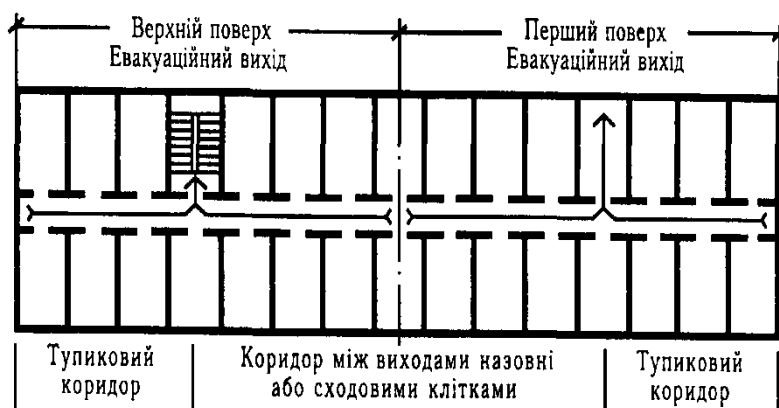 Верхній поверх
Евакуаційний вихід
Перший поверх
Евакуаційний вихід
Тупиковий
коридор
Коридор між виходами назовні
або сходовими клітками
Тупиковий
коридор